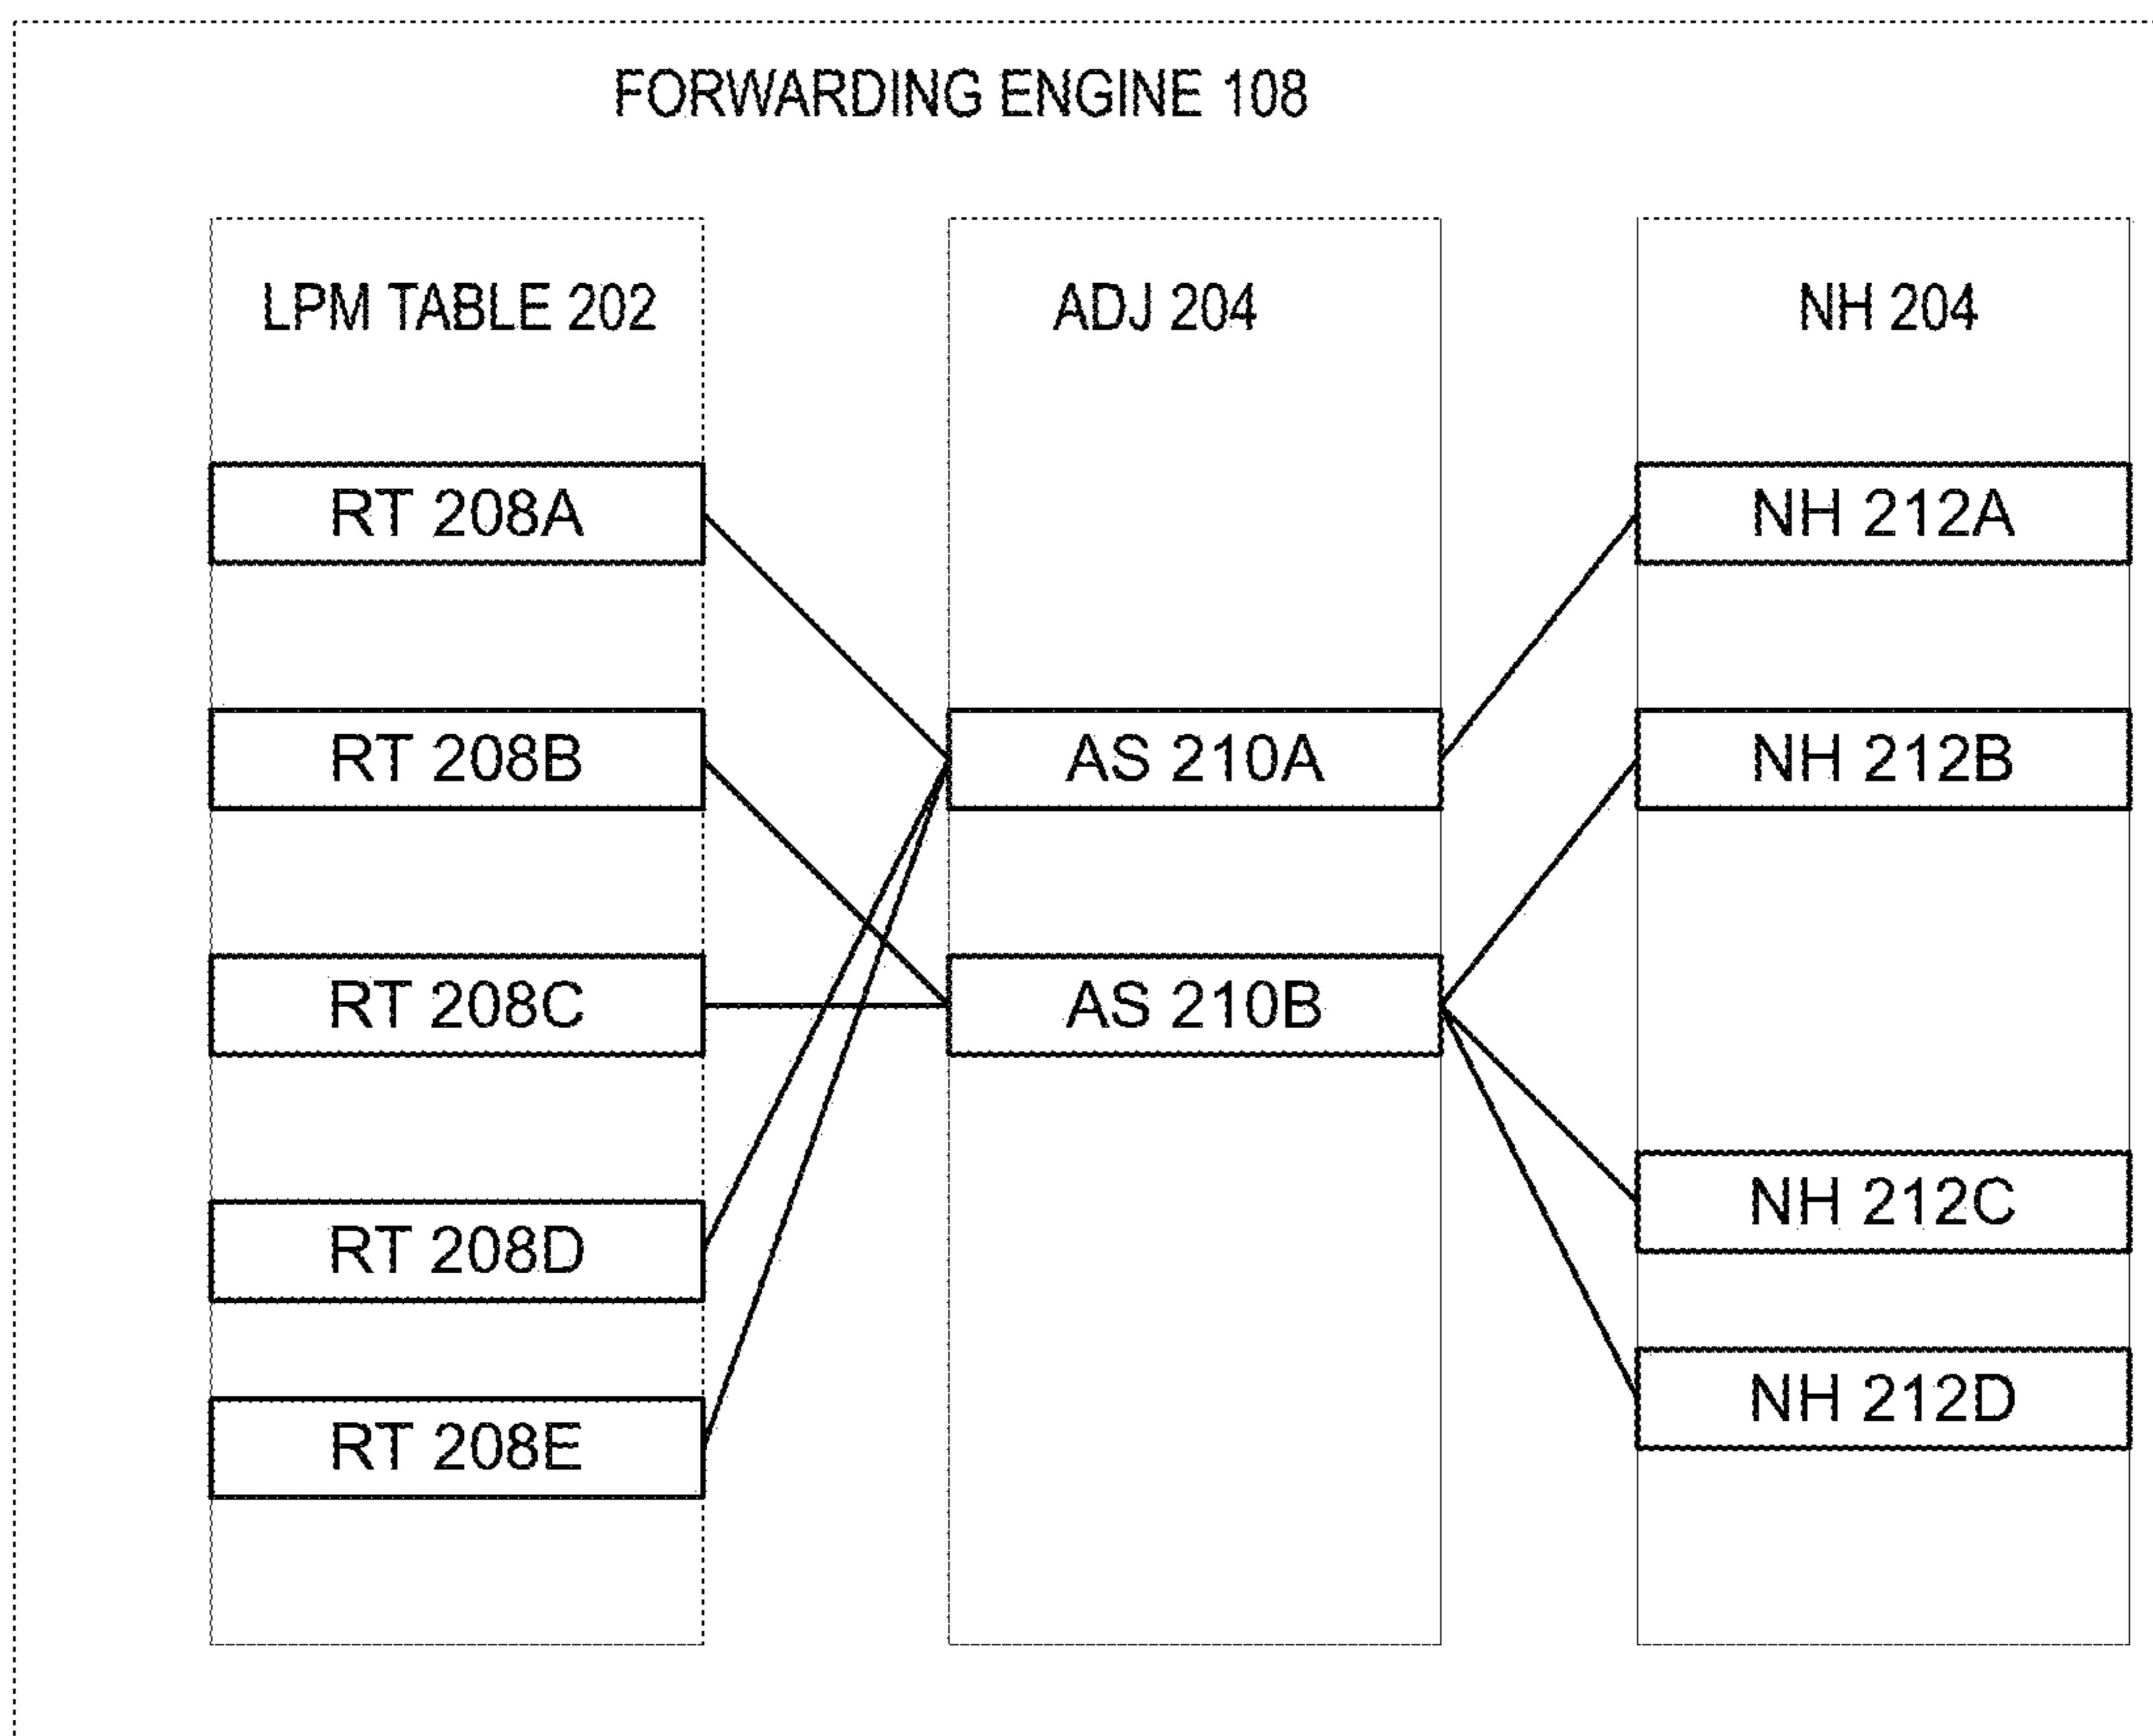 FORWARDING ENGINE 108
LPM TABLE 202
ADJ 204
NH 204
RT 208A
NH 212A
RT 208B
AS 210A
NH 212B
RT 208C
AS 210B
NH 212C
RT 208D
NH 212D
RT 208E